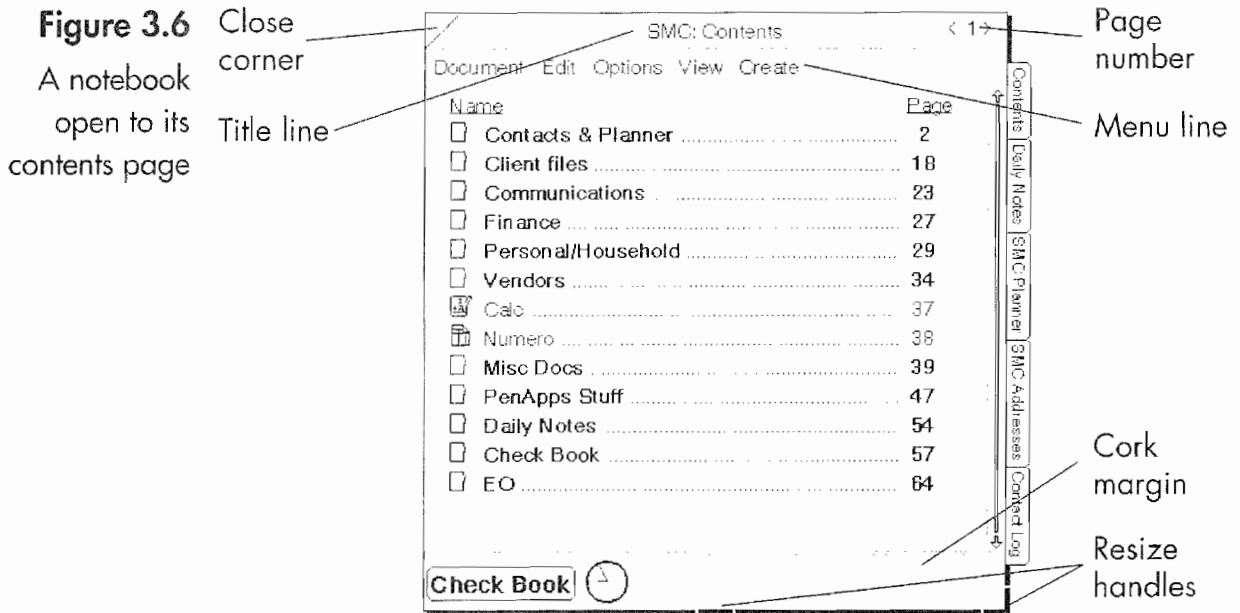 Figure 3.6
A notebook
open to its
contents page
Close
corner
Title line
SMC: Contents
< 1 >
Page
number
Document Edit Options View Create
Menu line
Name Page
Contacts & Planner 2
Client files 18
Communications 23
Finance 27
Personal/Household 29
Vendors 34
Calc 37
Numero 38
Misc Docs 39
PenApps Stuff 47
Daily Notes 54
Check Book 57
EO 64
Contents
Daily Notes
SMC Planner
SMC Addresses
Contact Log
Cork
margin
Resize
handles
Check Book